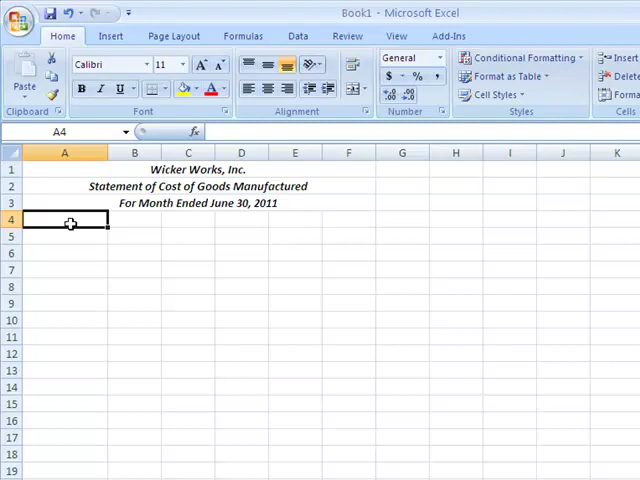 Book1 - Microsoft Excel
Home Insert Page Layout Formulas Data Review View Add-Ins
Calibri 11 A A General Conditional Formatting Insert
Paste B I U A $ % , Format as Table Delete
.00 .0 Cell Styles Forma
Clipboard Font Alignment Number Styles Cells
A4 fx
A B C D E F G H I J K
1 Wicker Works, Inc.
2 Statement of Cost of Goods Manufactured
3 For Month Ended June 30, 2011
4
5
6
7
8
9
10
11
12
13
14
15
16
17
18
19